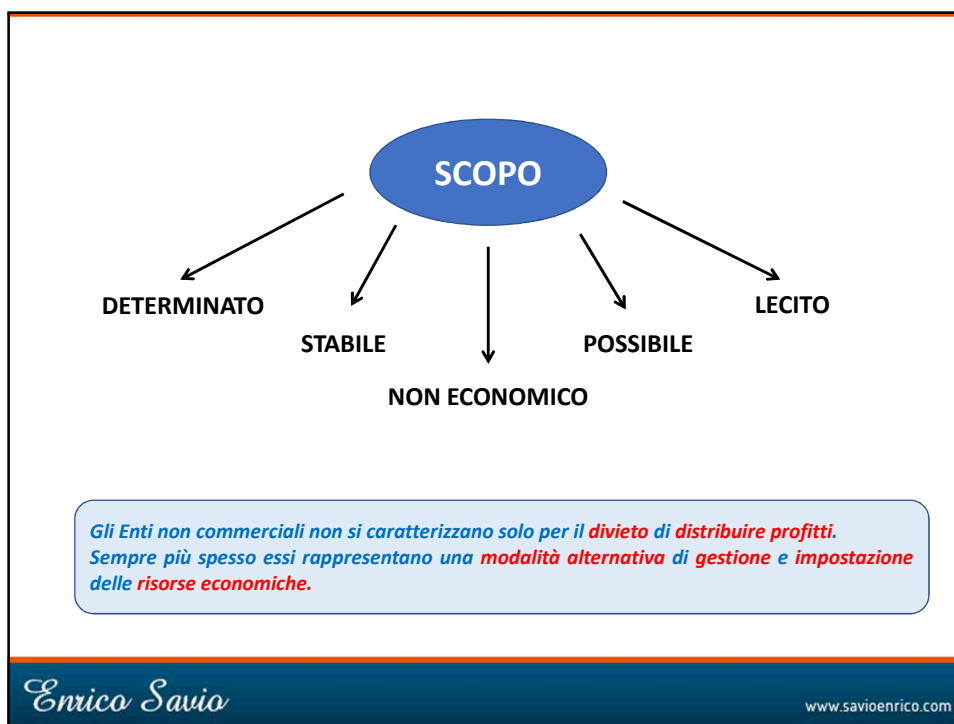 SCOPO
DETERMINATO
LECITO
STABILE
POSSIBILE
NON ECONOMICO
Gli Enti non commerciali non si caratterizzano solo per il divieto di distribuire profitti.
Sempre più spesso essi rappresentano una modalità alternativa di gestione e impostazione
delle risorse economiche.
Enrico Savio
www.savioenrico.com